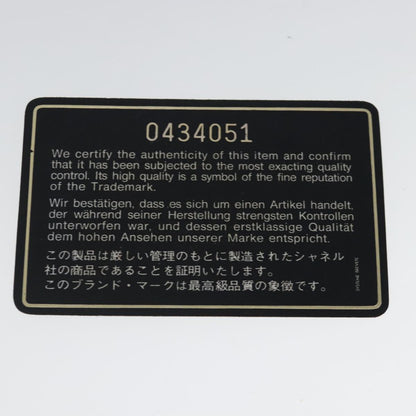 0434051
We certify the authenticity of this item and confirm
that it has been subjected to the most exacting quality
control. Its high quality is a symbol of the fine reputation
of the Trademark.
Wir bestätigen, dass es sich um einen Artikel handelt,
der während seiner Herstellung strengsten Kontrollen
unterworfen war, und dessen erstklassige Qualität
dem hohen Ansehen unserer Marke entspricht.
この製品は厳しい管理のもとに製造されたシャネル
社の商品であることを証明いたします。
このブランド・マークは最高級品質の象徴です。